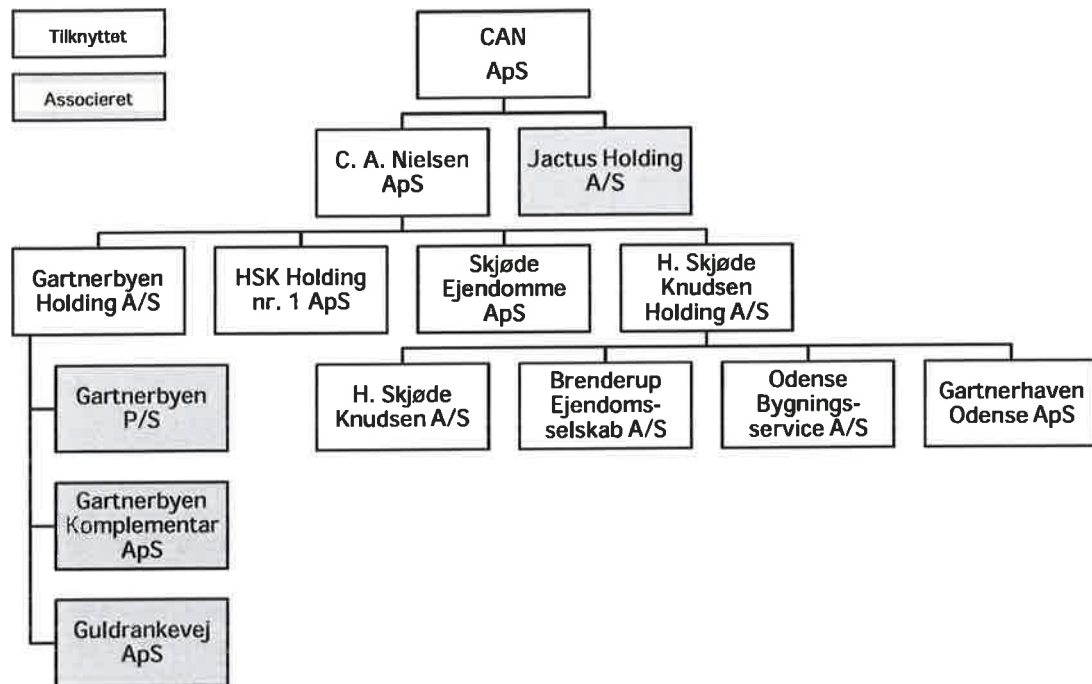 Tilknyttet
Associeret
CAN
ApS
C. A. Nielsen
ApS
Jactus Holding
A/S
Gartnerbyen
Holding A/S
HSK Holding
nr. 1 ApS
Skjøde
Ejendomme
ApS
H. Skjøde
Knudsen
Holding A/S
Gartnerbyen
P/S
Gartnerbyen
Komplementar
ApS
Guldrankevej
ApS
H. Skjøde
Knudsen A/S
Brenderup
Ejendoms-
selskab A/S
Odense
Bygnings-
service A/S
Gartnerhaven
Odense ApS